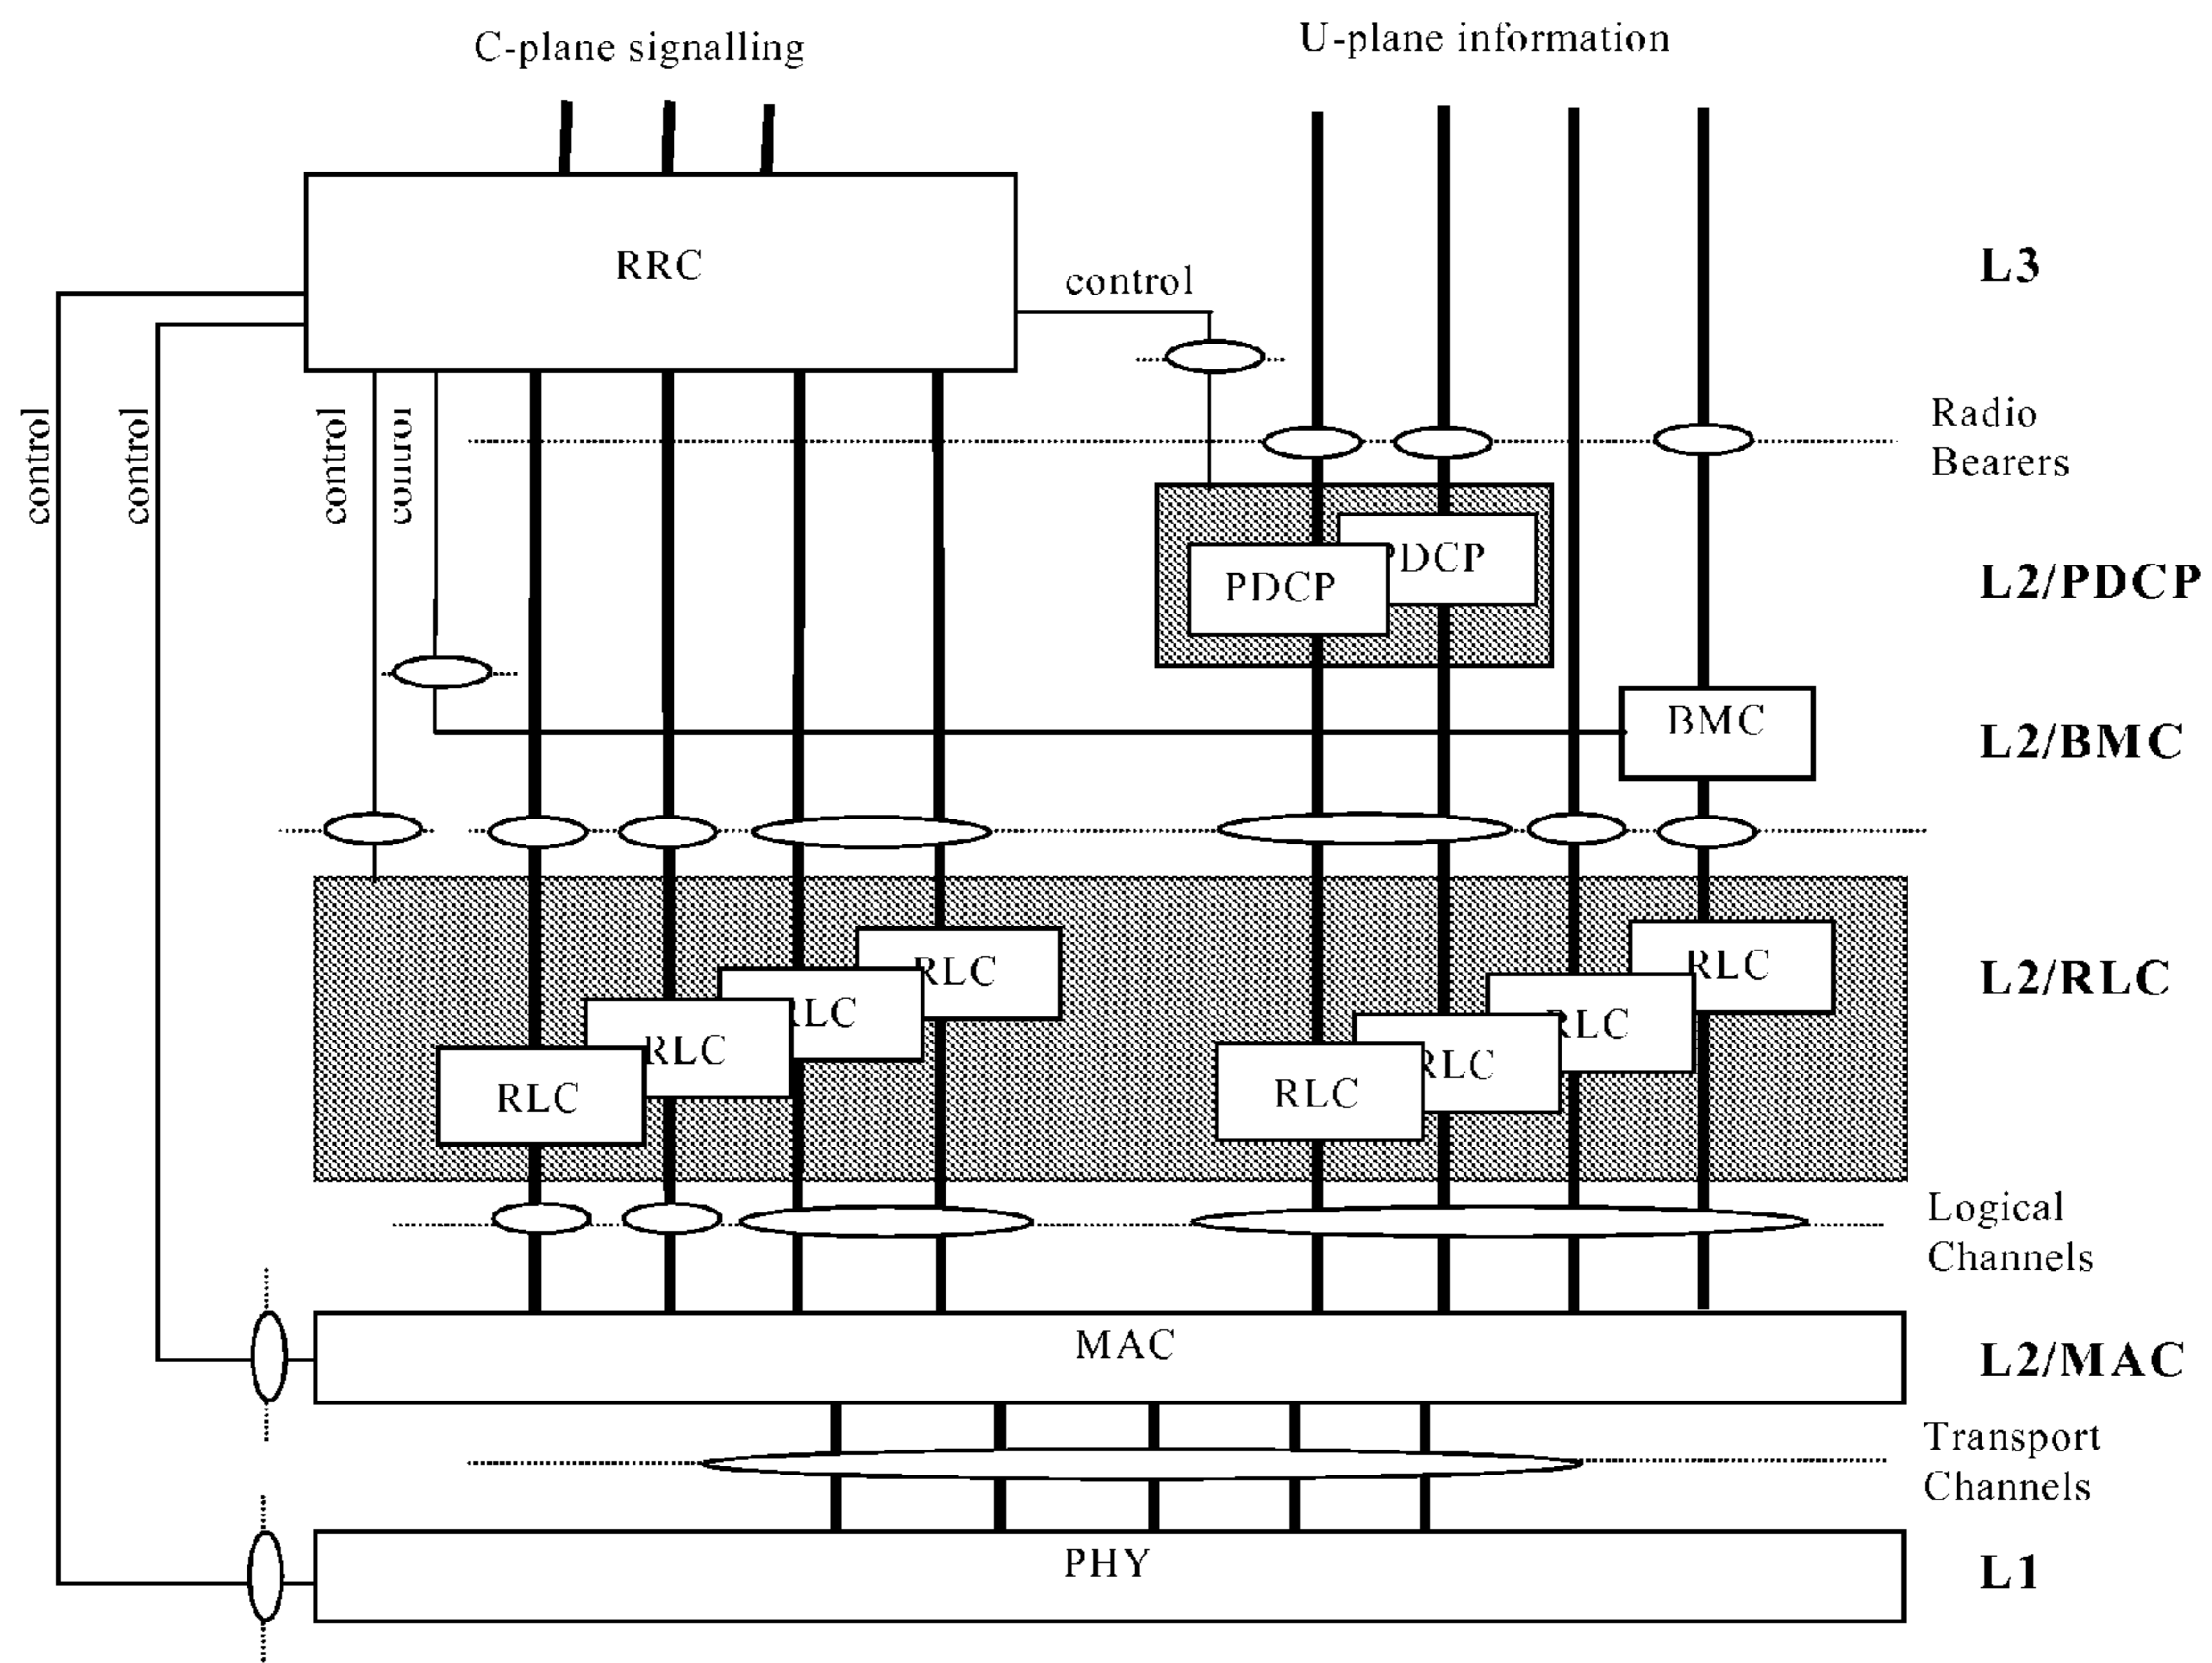 C-plane signalling
U-plane information
RRC
control
L3
control
control
control
control
Radio
Bearers
PDCP
PDCP
L2/PDCP
BMC
L2/BMC
RLC
RLC
RLC
RLC
RLC
RLC
RLC
RLC
L2/RLC
Logical
Channels
MAC
L2/MAC
Transport
Channels
PHY
L1